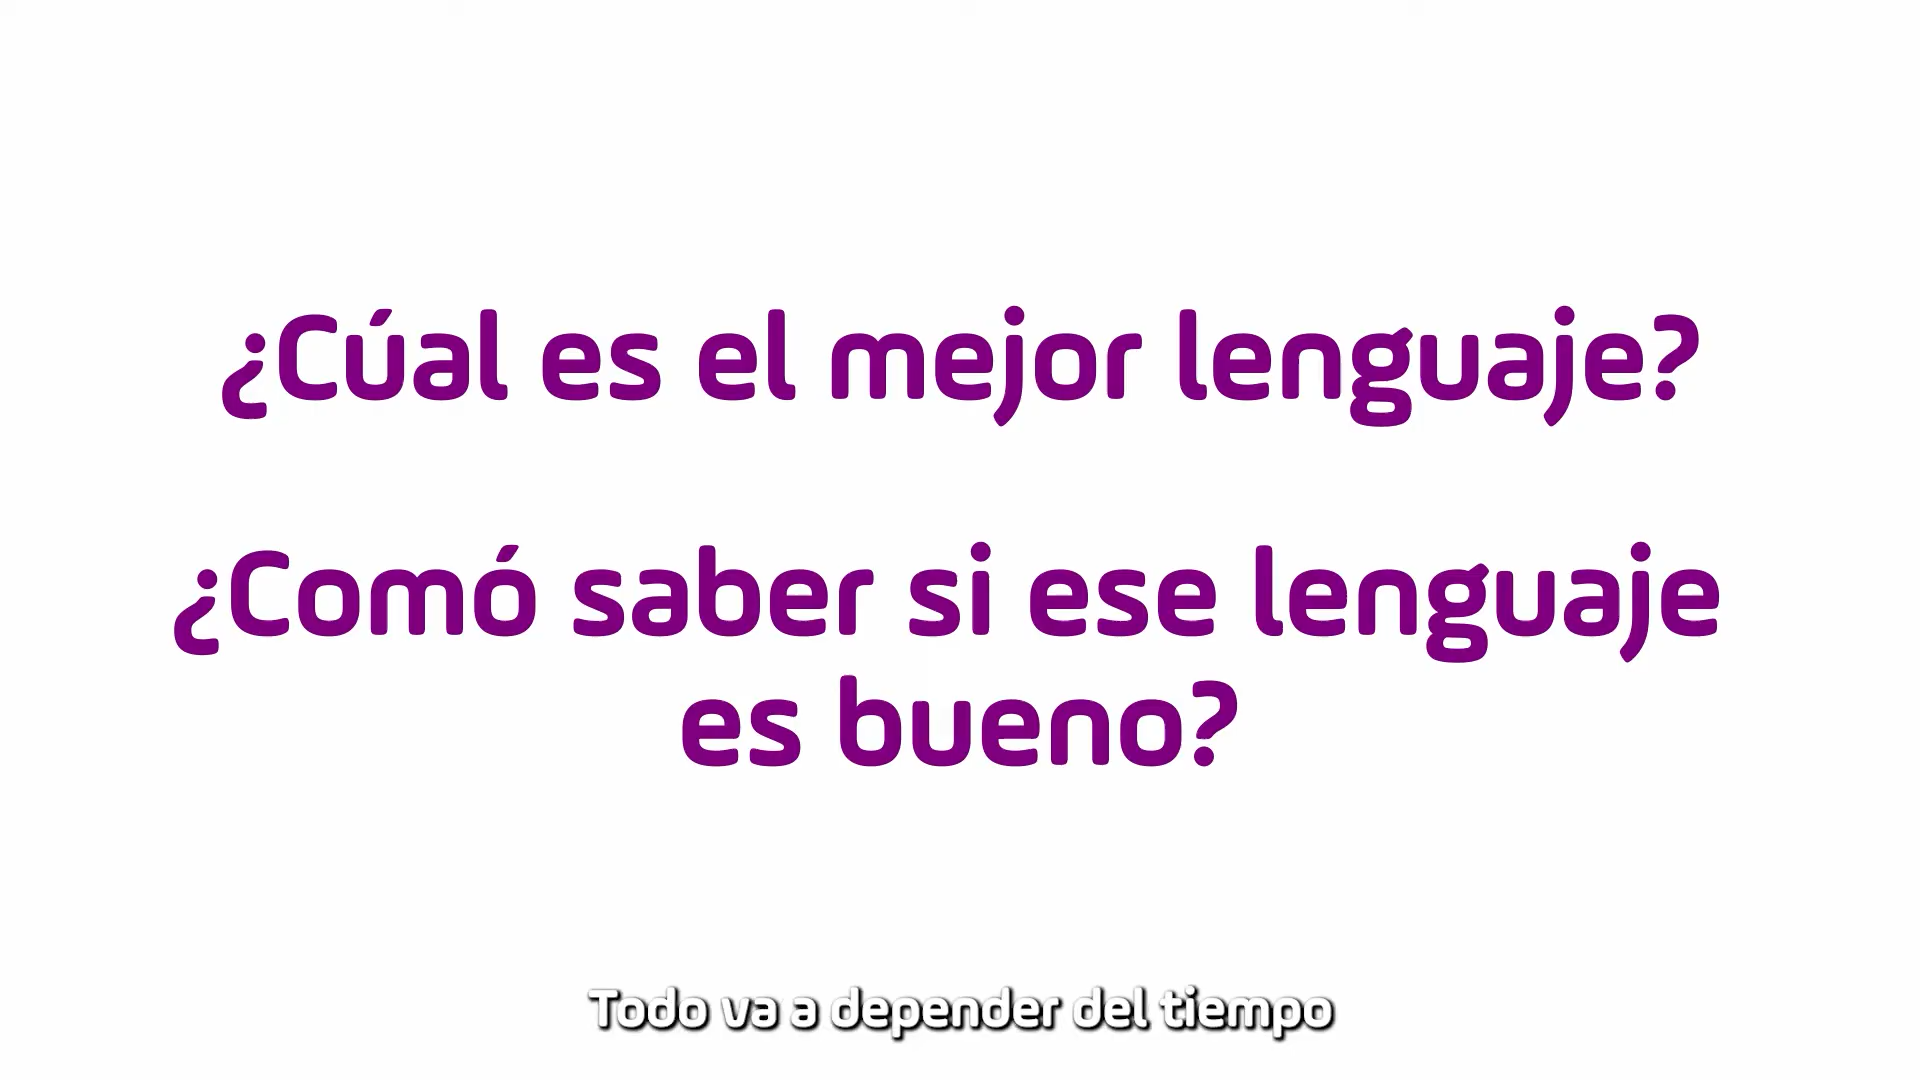 ¿Cúal es el mejor lenguaje?
¿Comó saber si ese lenguaje
es bueno?
Todo va a depender del tiempo